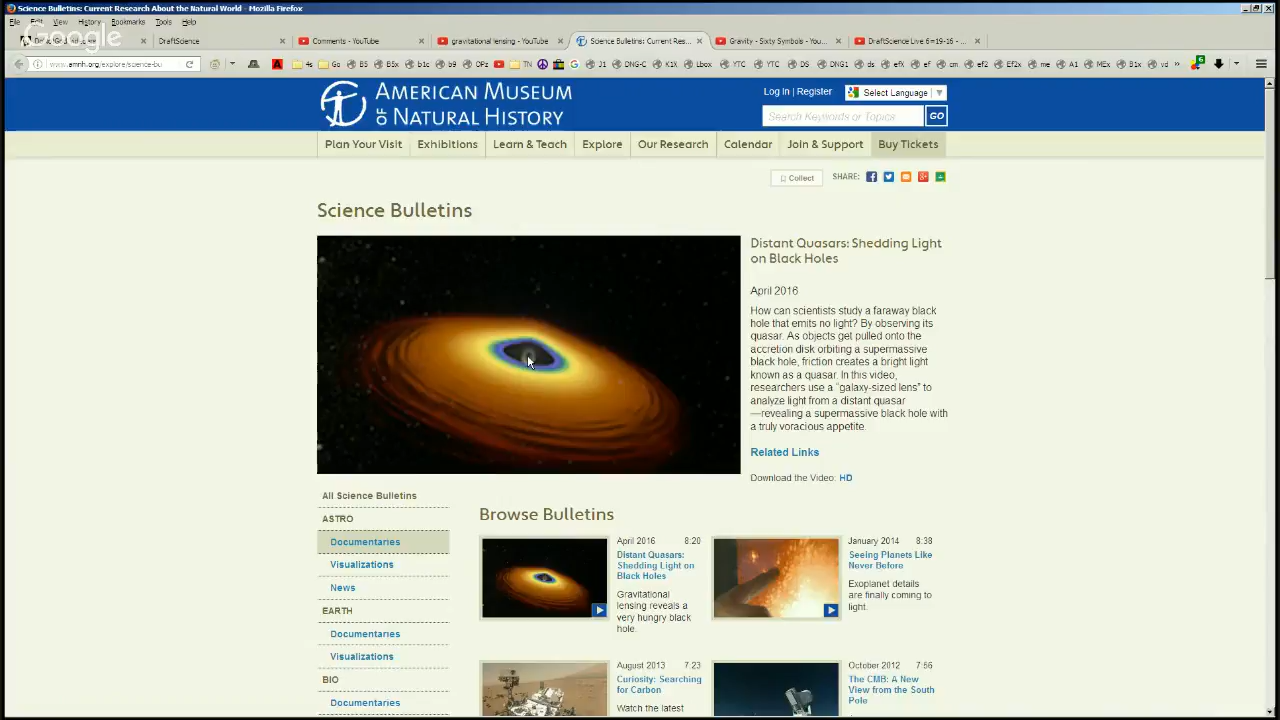 Science Bulletins: Current Research About the Natural World - Mozilla Firefox
File Edit View History Bookmarks Tools Help
Google
DraftScience
Comments - YouTube
gravitational lensing - YouTube
Science Bulletins: Current Res...
Gravity - Sixty Symbols - You...
DraftScience Live 6-19-16 - ...
www.amnh.org/explore/science-bu
AMERICAN MUSEUM
OF NATURAL HISTORY
Log In | Register
Select Language
Search Keywords or Topics
GO
Plan Your Visit
Exhibitions
Learn & Teach
Explore
Our Research
Calendar
Join & Support
Buy Tickets
Collect
SHARE:
Science Bulletins
Distant Quasars: Shedding Light
on Black Holes
April 2016
How can scientists study a faraway black
hole that emits no light? By observing its
quasar. As objects get pulled onto the
accretion disk orbiting a supermassive
black hole, friction creates a bright light
known as a quasar. In this video,
researchers use a “galaxy-sized lens” to
analyze light from a distant quasar
—revealing a supermassive black hole with
a truly voracious appetite.
Related Links
Download the Video: HD
All Science Bulletins
ASTRO
Documentaries
Visualizations
News
EARTH
Documentaries
Visualizations
BIO
Documentaries
Browse Bulletins
April 2016 8:20
Distant Quasars:
Shedding Light on
Black Holes
Gravitational
lensing reveals a
very hungry black
hole.
January 2014 8:38
Seeing Planets Like
Never Before
Exoplanet details
are finally coming to
light.
August 2013 7:23
Curiosity: Searching
for Carbon
Watch the latest
October 2012 7:56
The CMB: A New
View from the South
Pole